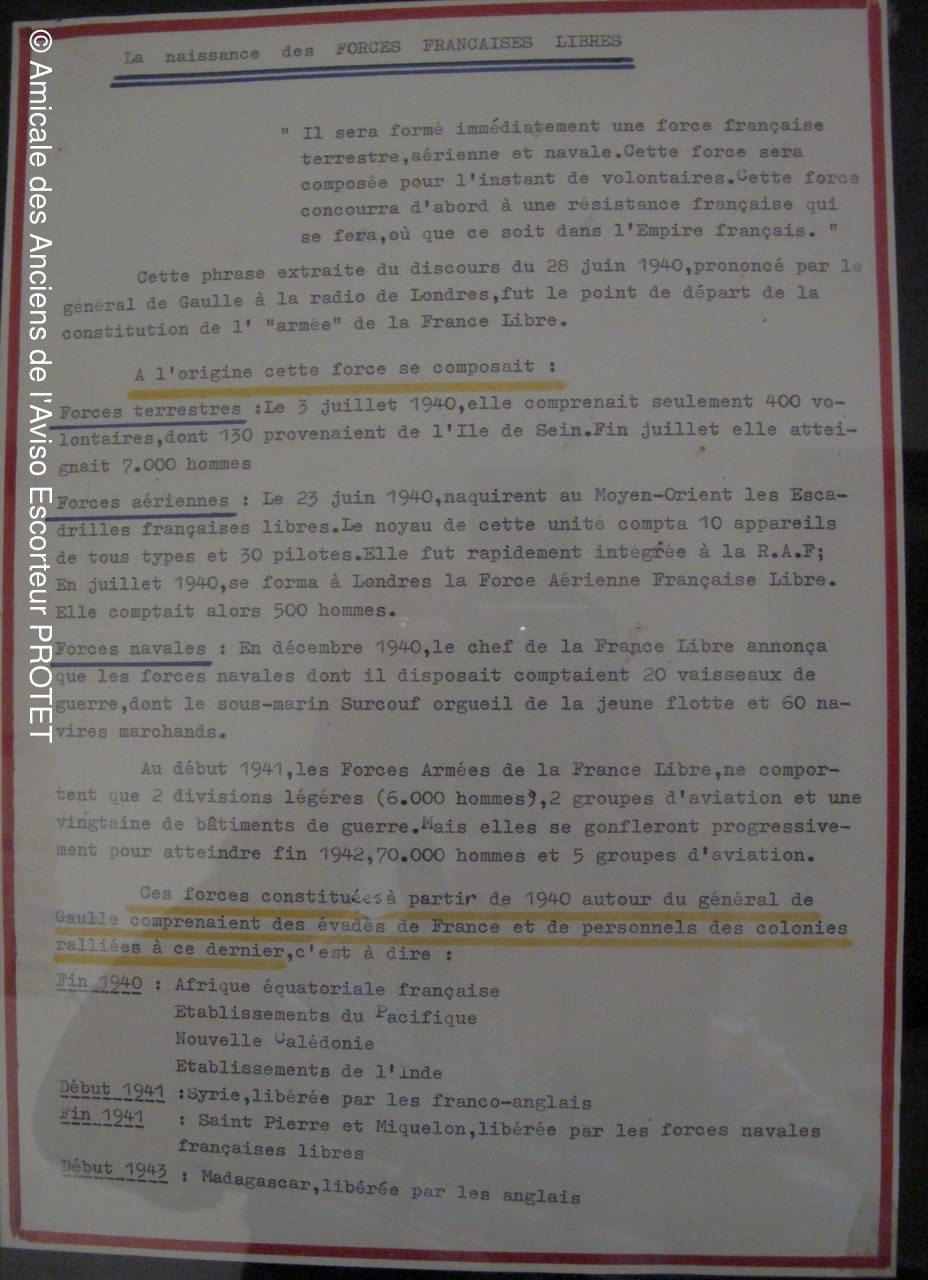 La naissance des FORCES FRANCAISES LIBRES
" Il sera formé immédiatement une force française
terrestre,aérienne et navale.Cette force sera
composée pour l'instant de volontaires.Cette force
concourra d'abord à une résistance française qui
se fera,où que ce soit dans l'Empire français. "
Cette phrase extraite du discours du 28 juin 1940,prononcé par le
général de Gaulle à la radio de Londres,fut le point de départ de la
constitution de l' "armée" de la France Libre.
A l'origine cette force se composait :
Forces terrestres :Le 3 juillet 1940,elle comprenait seulement 400 vo-
lontaires,dont 130 provenaient de l'Ile de Sein.Fin juillet elle attei-
gnait 7.000 hommes
Forces aériennes : Le 23 juin 1940,naquirent au Moyen-Orient les Esca-
drilles françaises libres.Le noyau de cette unité compta 10 appareils
de tous types et 30 pilotes.Elle fut rapidement intégrée à la R.A.F;
En juillet 1940,se forma à Londres la Force Aérienne Française Libre.
Elle comptait alors 500 hommes.
Forces navales : En décembre 1940,le chef de la France Libre annonça
que les forces navales dont il disposait comptaient 20 vaisseaux de
guerre,dont le sous-marin Surcouf orgueil de la jeune flotte et 60 na-
vires marchands.
Au début 1941,les Forces Armées de la France Libre,ne compor-
tent que 2 divisions légéres (6.000 hommes),2 groupes d'aviation et une
vingtaine de bâtiments de guerre.Mais elles se gonfleront progressive-
ment pour atteindre fin 1942,70.000 hommes et 5 groupes d'aviation.
Ces forces constituées à partir de 1940 autour du général de
Gaulle comprenaient des évadés de France et de personnels des colonies
ralliées à ce dernier,c'est à dire :
Fin 1940 : Afrique équatoriale française
Etablissements du Pacifique
Nouvelle Calédonie
Etablissements de l'Inde
Début 1941 :Syrie,libérée par les franco-anglais
Fin 1941 : Saint Pierre et Miquelon,libérée par les forces navales
françaises libres
Début 1943 : Madagascar,libérée par les anglais
© Amicale des Anciens de l'Aviso Escorteur PROTET